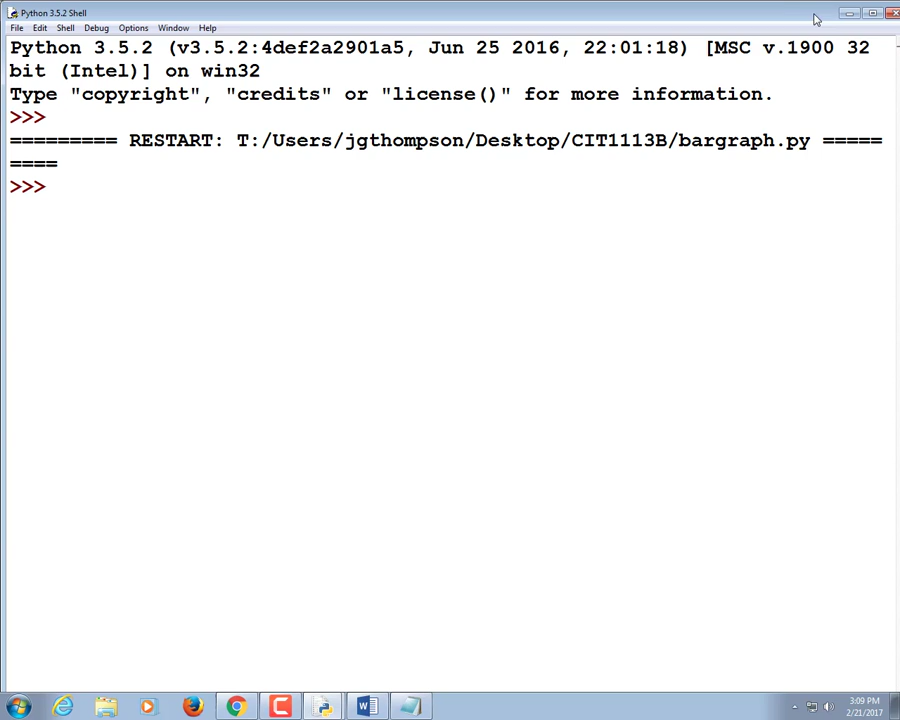 Python 3.5.2 Shell
File Edit Shell Debug Options Window Help
Python 3.5.2 (v3.5.2:4def2a2901a5, Jun 25 2016, 22:01:18) [MSC v.1900 32
bit (Intel)] on win32
Type "copyright", "credits" or "license()" for more information.
>>>
========= RESTART: T:/Users/jgthompson/Desktop/CIT1113B/bargraph.py =====
====
>>>
3:09 PM
2/21/2017